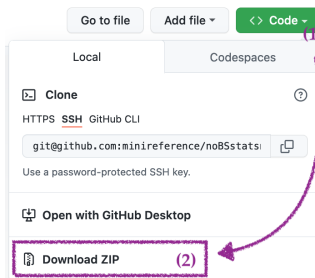 Go to file Add file <> Code
(1)
Local Codespaces
Clone
HTTPS SSH GitHub CLI
git@github.com:minireference/noBSstats
Use a password-protected SSH key.
Open with GitHub Desktop
Download ZIP (2)